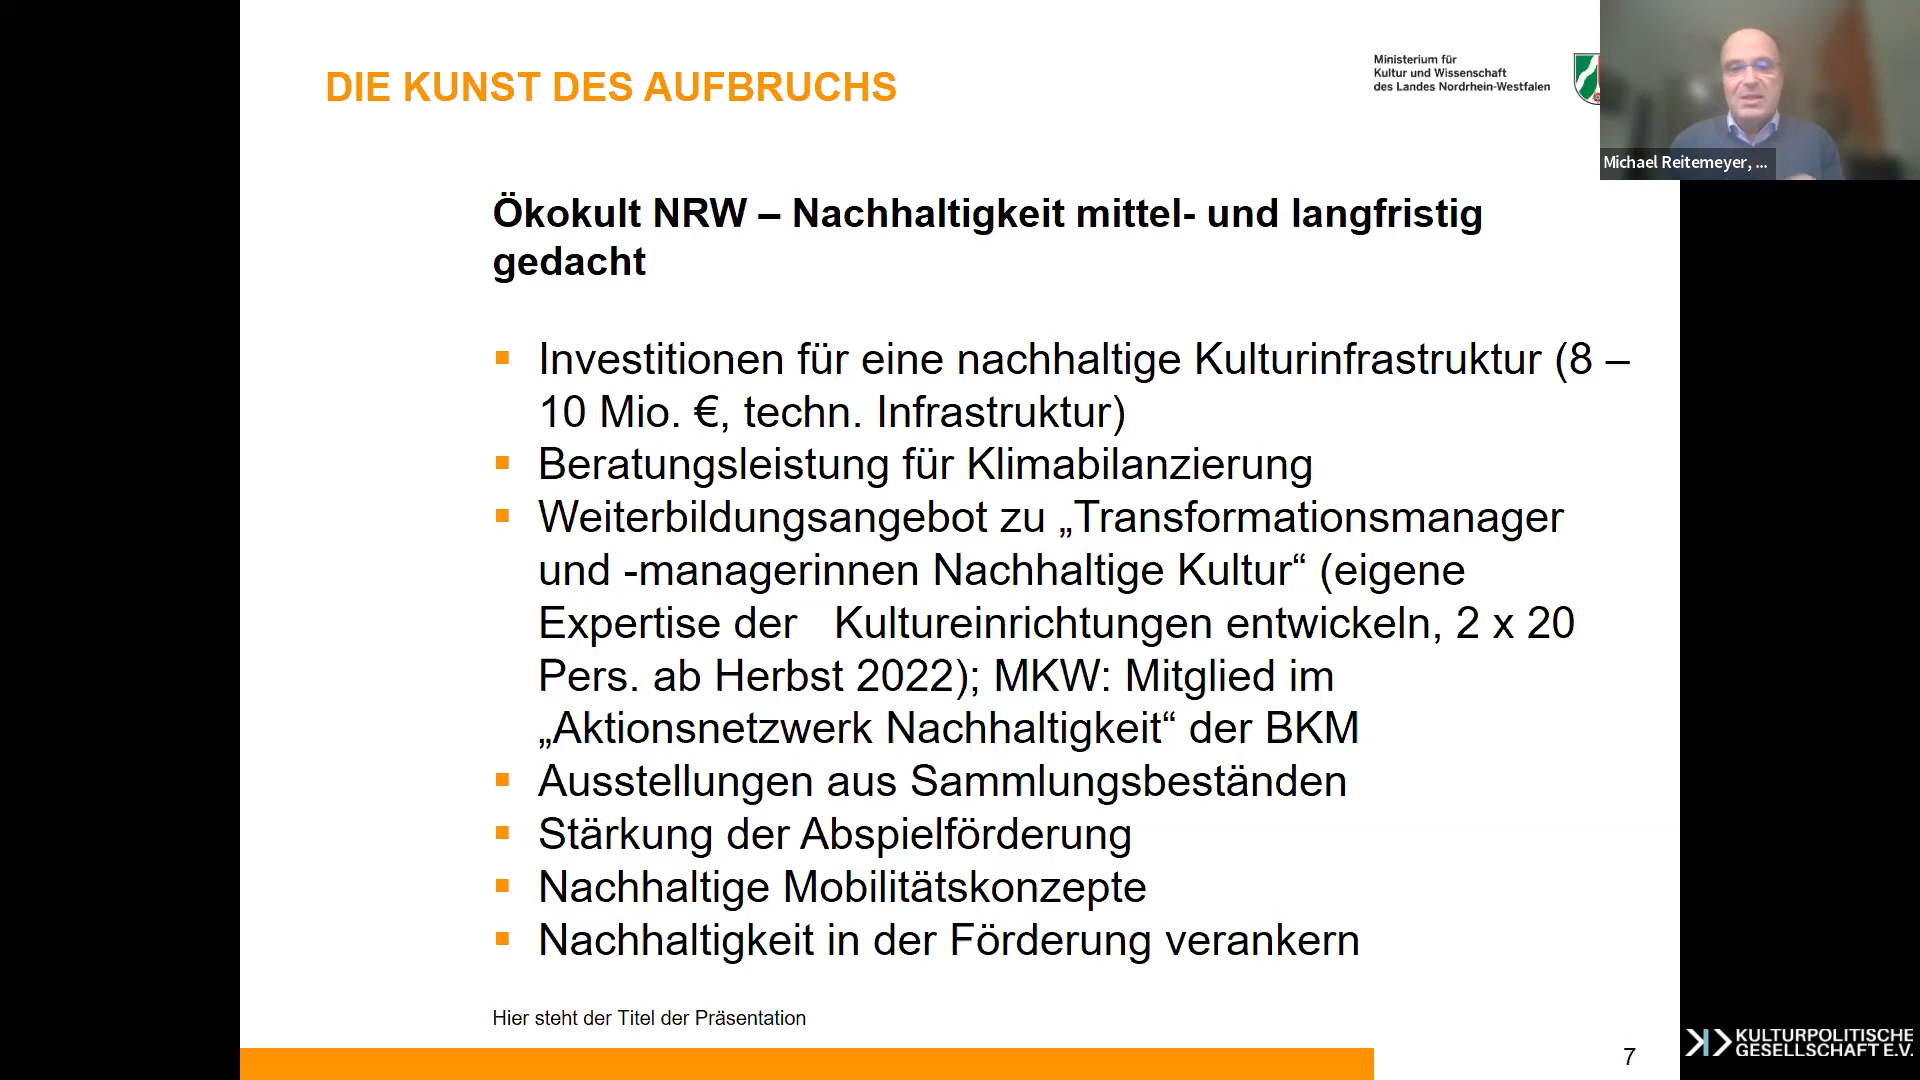 DIE KUNST DES AUFBRUCHS
Ministerium für
Kultur und Wissenschaft
des Landes Nordrhein-Westfalen
Michael Reitemeyer, ...
Ökokult NRW – Nachhaltigkeit mittel- und langfristig
gedacht
▪ Investitionen für eine nachhaltige Kulturinfrastruktur (8 –
10 Mio. €, techn. Infrastruktur)
▪ Beratungsleistung für Klimabilanzierung
▪ Weiterbildungsangebot zu „Transformationsmanager
und -managerinnen Nachhaltige Kultur“ (eigene
Expertise der Kultureinrichtungen entwickeln, 2 x 20
Pers. ab Herbst 2022); MKW: Mitglied im
„Aktionsnetzwerk Nachhaltigkeit“ der BKM
▪ Ausstellungen aus Sammlungsbeständen
▪ Stärkung der Abspielförderung
▪ Nachhaltige Mobilitätskonzepte
▪ Nachhaltigkeit in der Förderung verankern
Hier steht der Titel der Präsentation
7
KULTURPOLITISCHE
GESELLSCHAFT E.V.